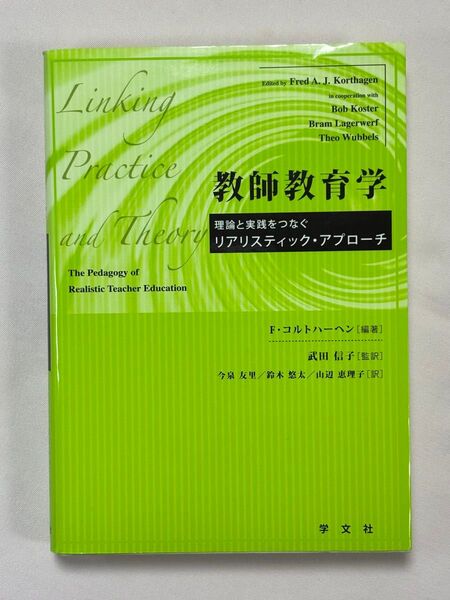 Linking
Practice
and Theory
Edited by Fred A. J. Korthagen
in cooperation with
Bob Koster
Bram Lagerwerf
Theo Wubbels
教師教育学
理論と実践をつなぐ
リアリスティック・アプローチ
The Pedagogy of
Realistic Teacher Education
F・コルトハーヘン[編著]
武田 信子[監訳]
今泉 友里/鈴木 悠太/山辺 恵理子[訳]
学文社